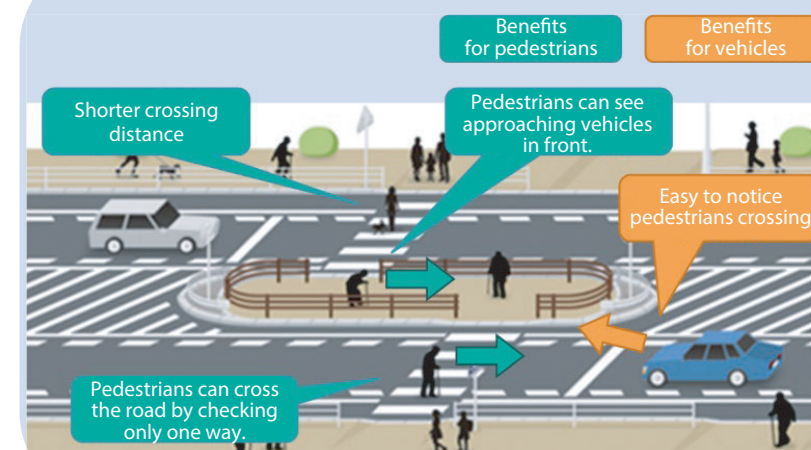 Benefits
for pedestrians
Benefits
for vehicles
Shorter crossing
distance
Pedestrians can see
approaching vehicles
in front.
Easy to notice
pedestrians crossing
Pedestrians can cross
the road by checking
only one way.